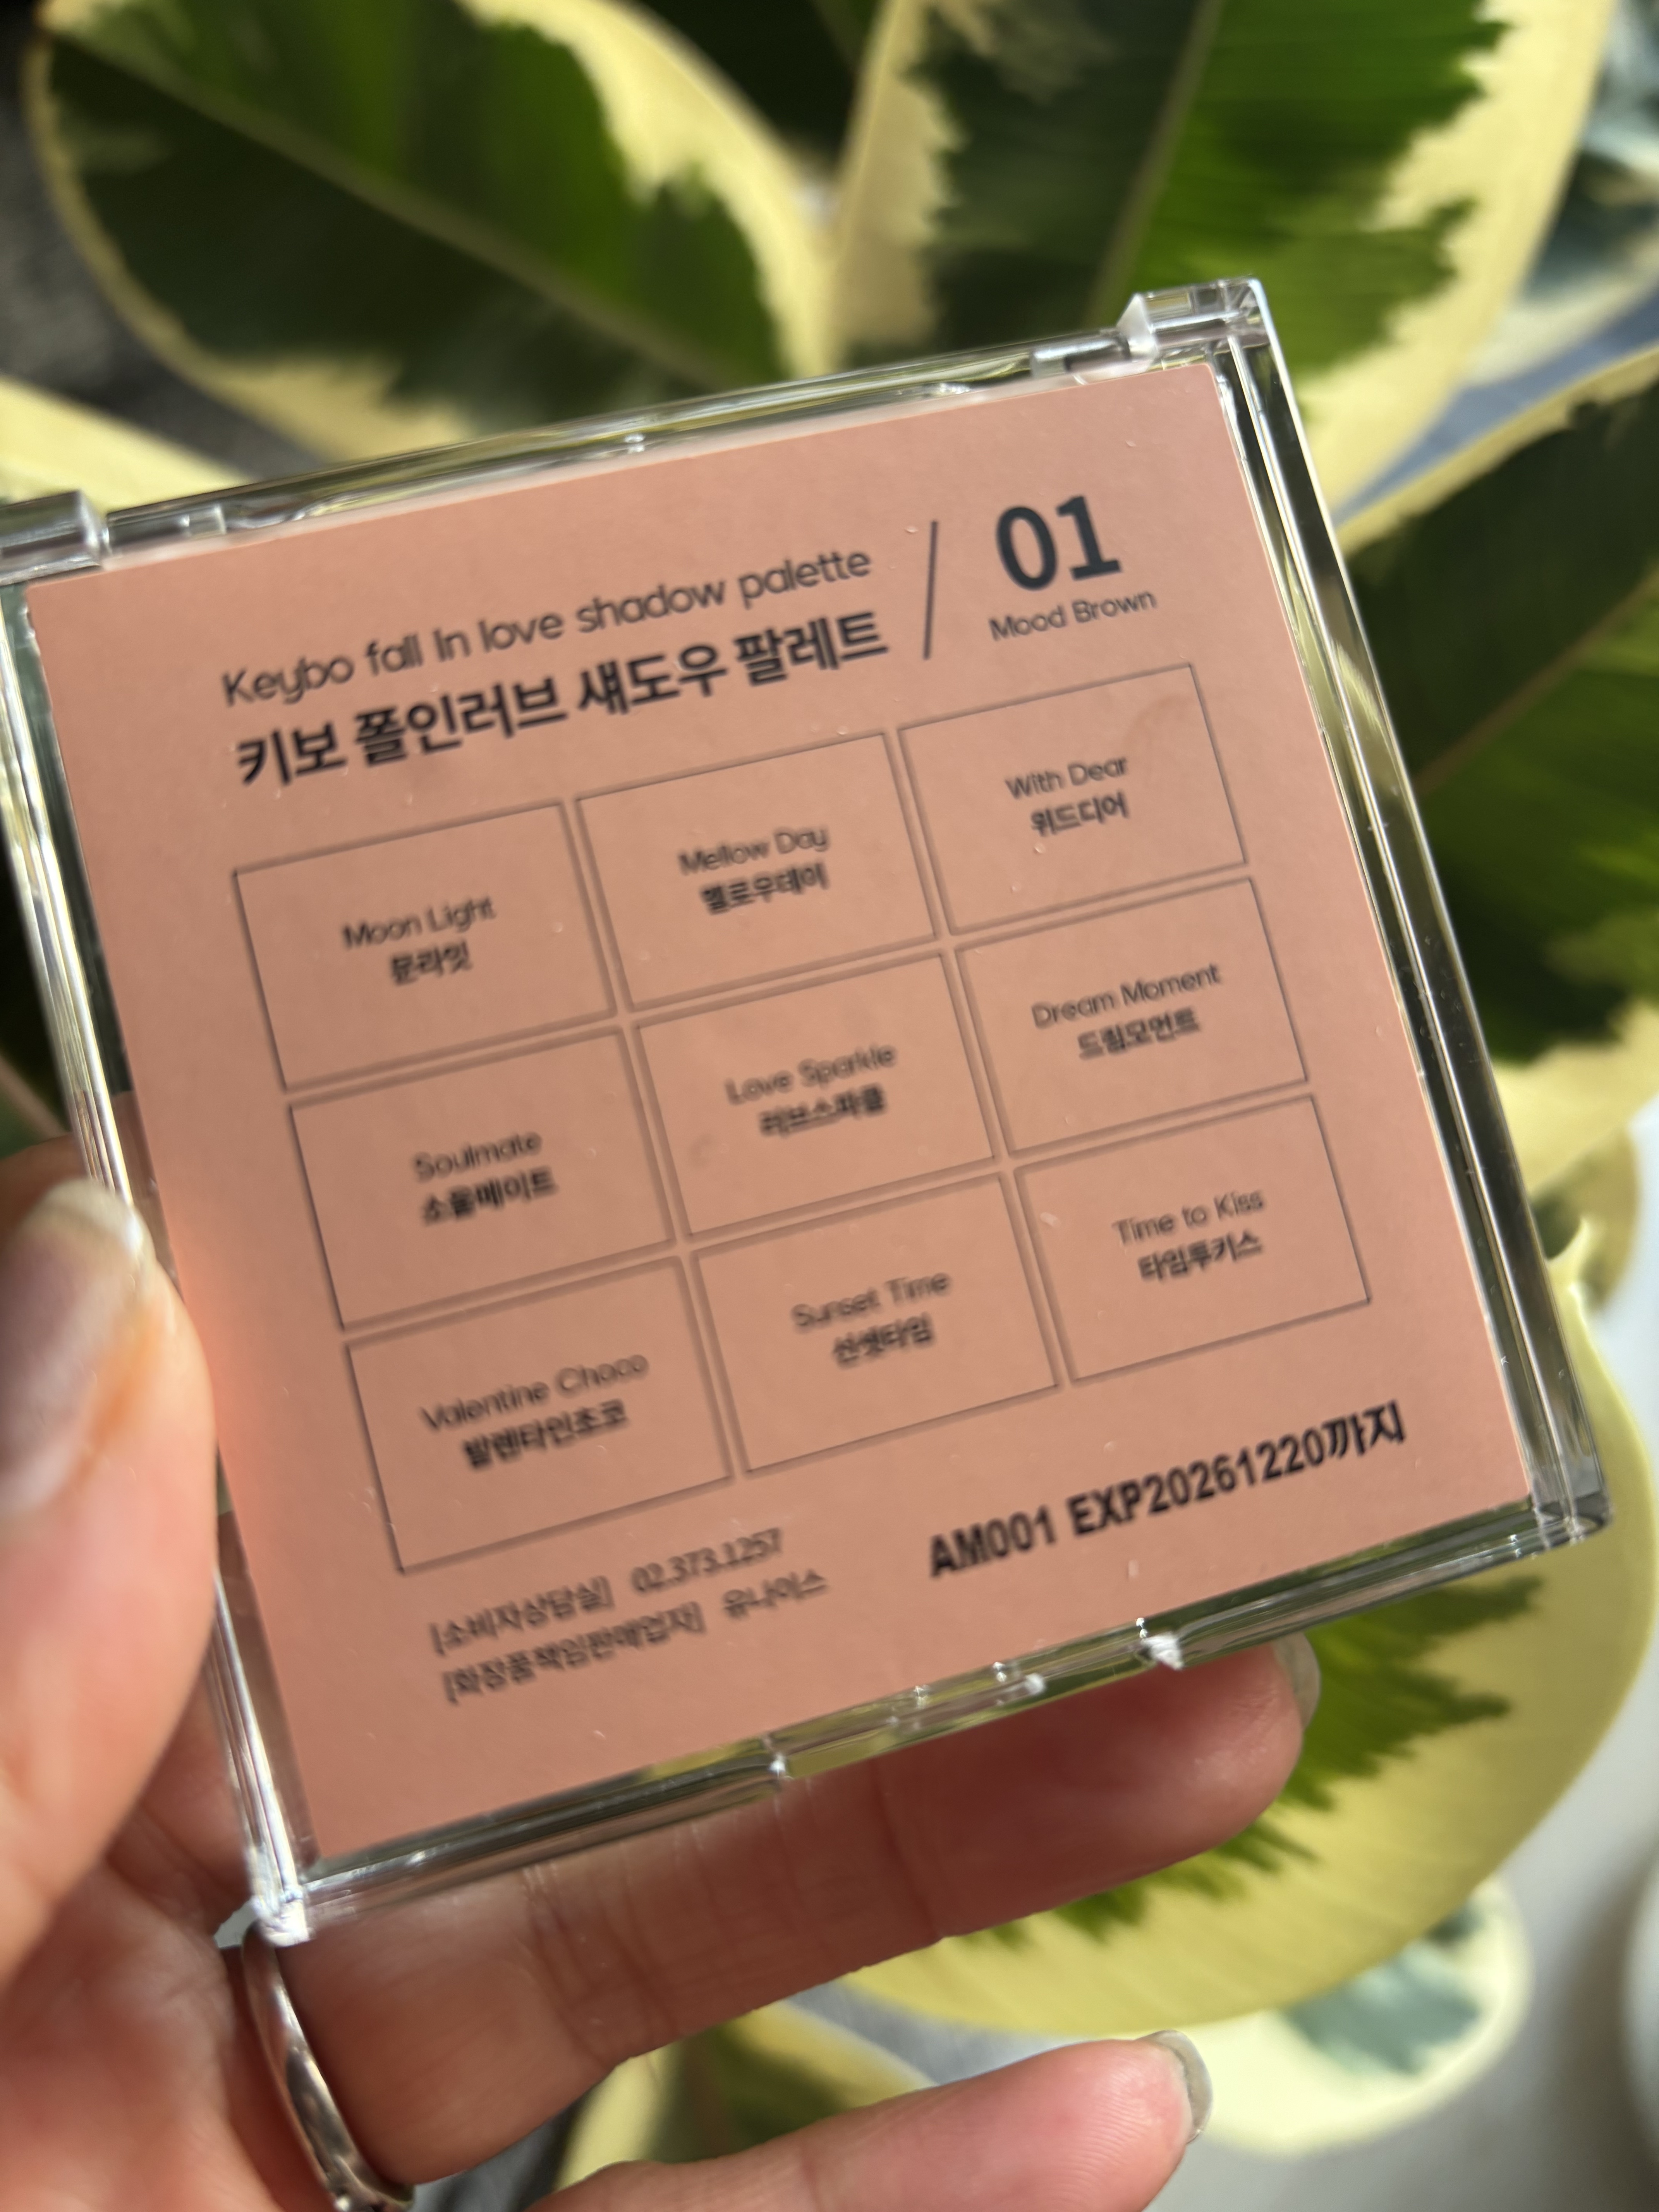 Keybo fall In love shadow palette
키보 폴인러브 섀도우 팔레트
01
Mood Brown
Moon Light
문라잇
Mellow Day
멜로우데이
With Dear
위드디어
Soulmate
소울메이트
Love Sparkle
러브스파클
Dream Moment
드림모먼트
Valentine Choco
발렌타인초코
Sunset Time
선셋타임
Time to Kiss
타임투키스
[소비자상담실] 02.373.1257
[화장품책임판매업자] 유나이스
AM001 EXP20261220까지